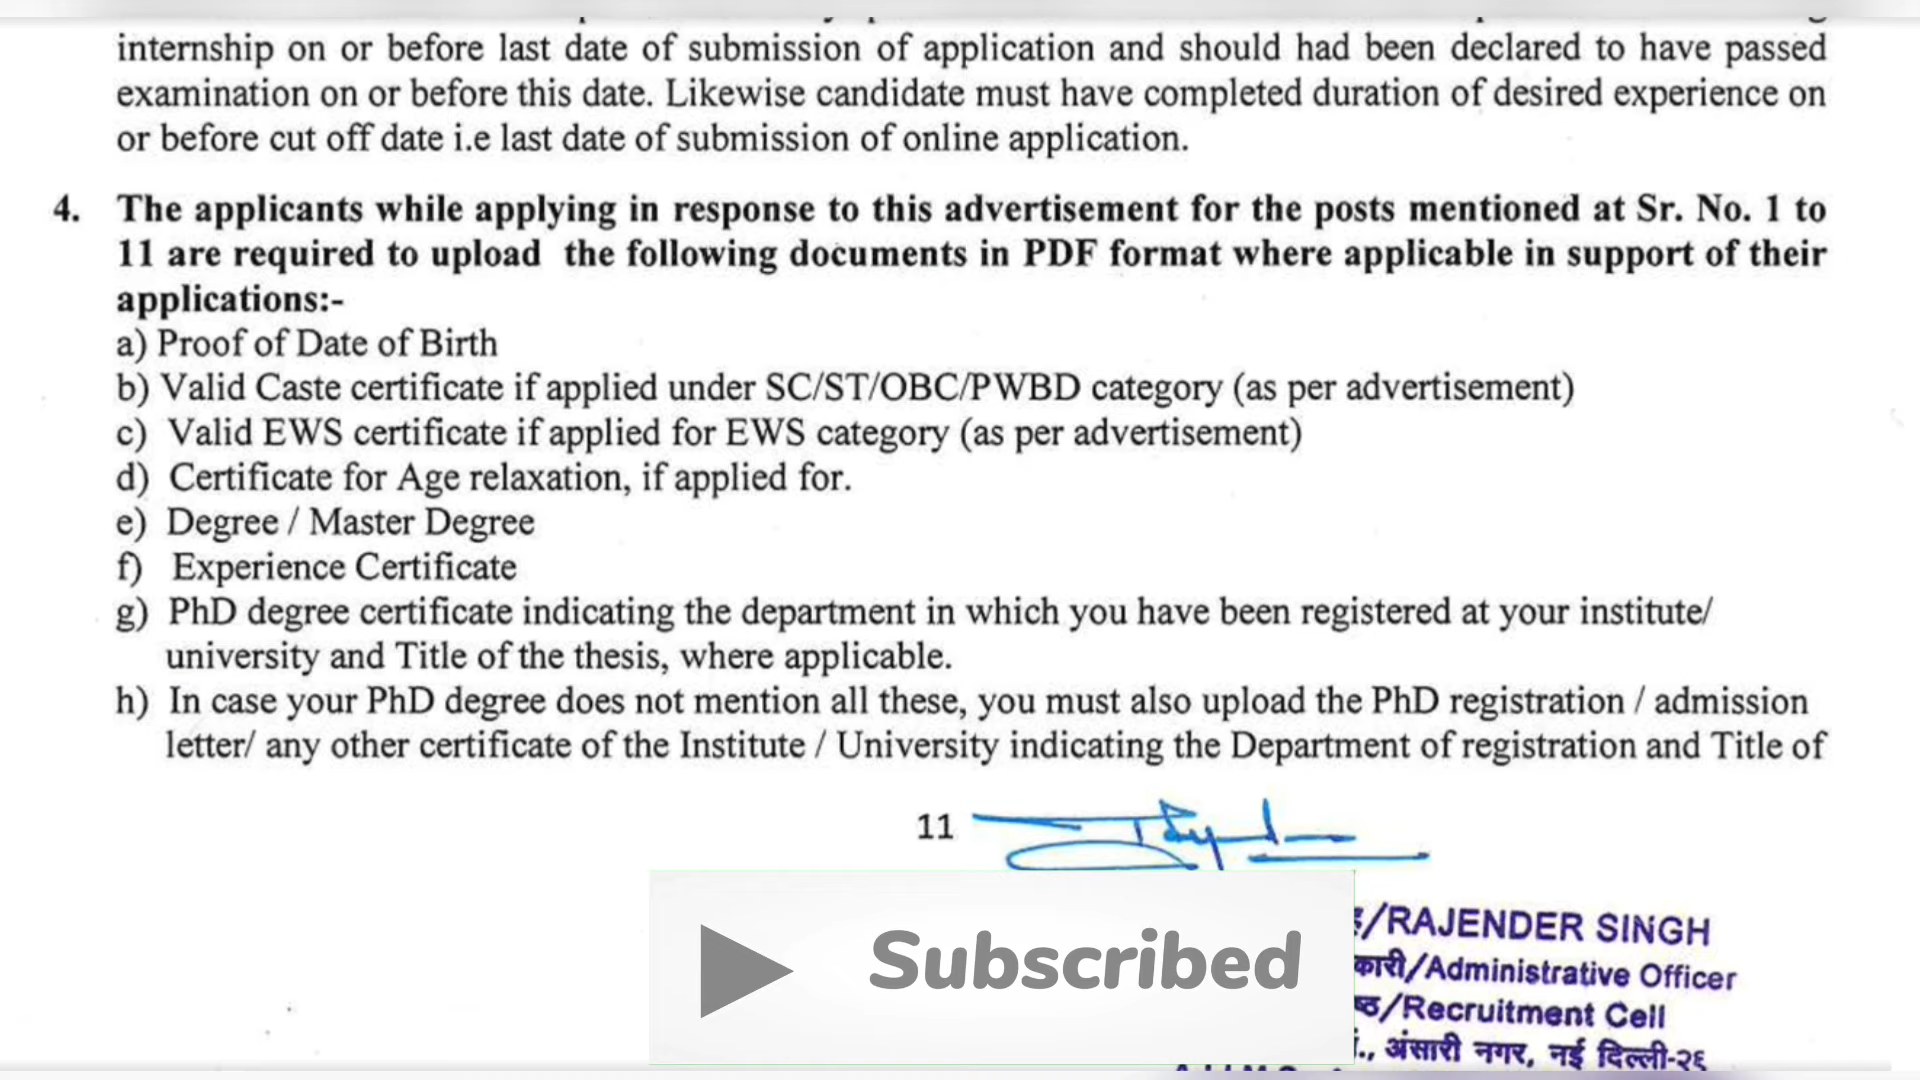 internship on or before last date of submission of application and should had been declared to have passed
examination on or before this date. Likewise candidate must have completed duration of desired experience on
or before cut off date i.e last date of submission of online application.
4. The applicants while applying in response to this advertisement for the posts mentioned at Sr. No. 1 to
11 are required to upload the following documents in PDF format where applicable in support of their
applications:-
a) Proof of Date of Birth
b) Valid Caste certificate if applied under SC/ST/OBC/PWBD category (as per advertisement)
c) Valid EWS certificate if applied for EWS category (as per advertisement)
d) Certificate for Age relaxation, if applied for.
e) Degree / Master Degree
f) Experience Certificate
g) PhD degree certificate indicating the department in which you have been registered at your institute/
university and Title of the thesis, where applicable.
h) In case your PhD degree does not mention all these, you must also upload the PhD registration / admission
letter/ any other certificate of the Institute / University indicating the Department of registration and Title of
11
/RAJENDER SINGH
/Administrative Officer
/Recruitment Cell
अंसारी नगर, नई दिल्ली-२६
Subscribed